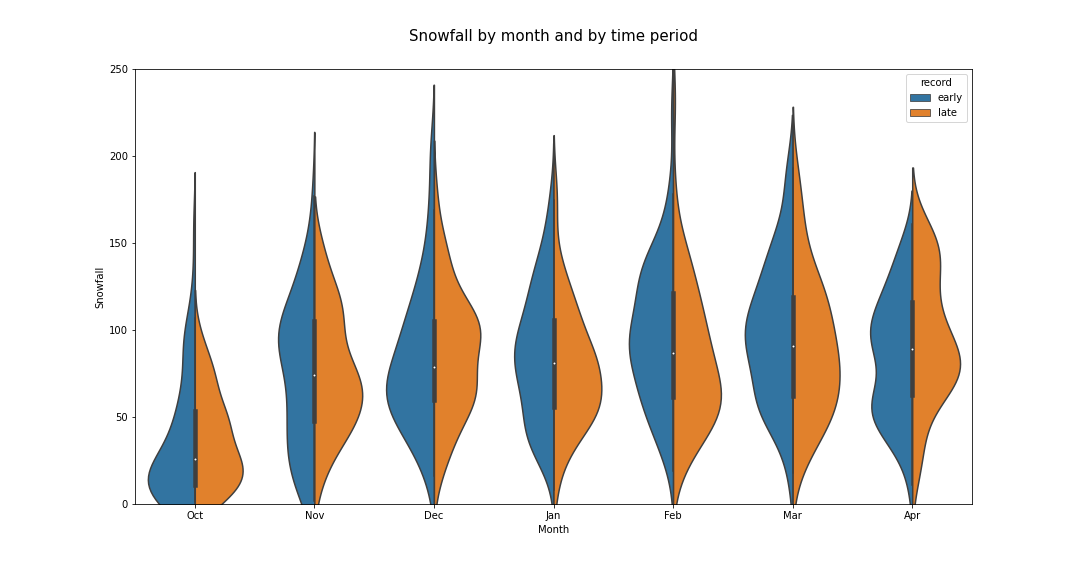 Snowfall by month and by time period
250
200
150
100
50
0
Snowfall
record
early
late
Oct Nov Dec Jan Feb Mar Apr
Month